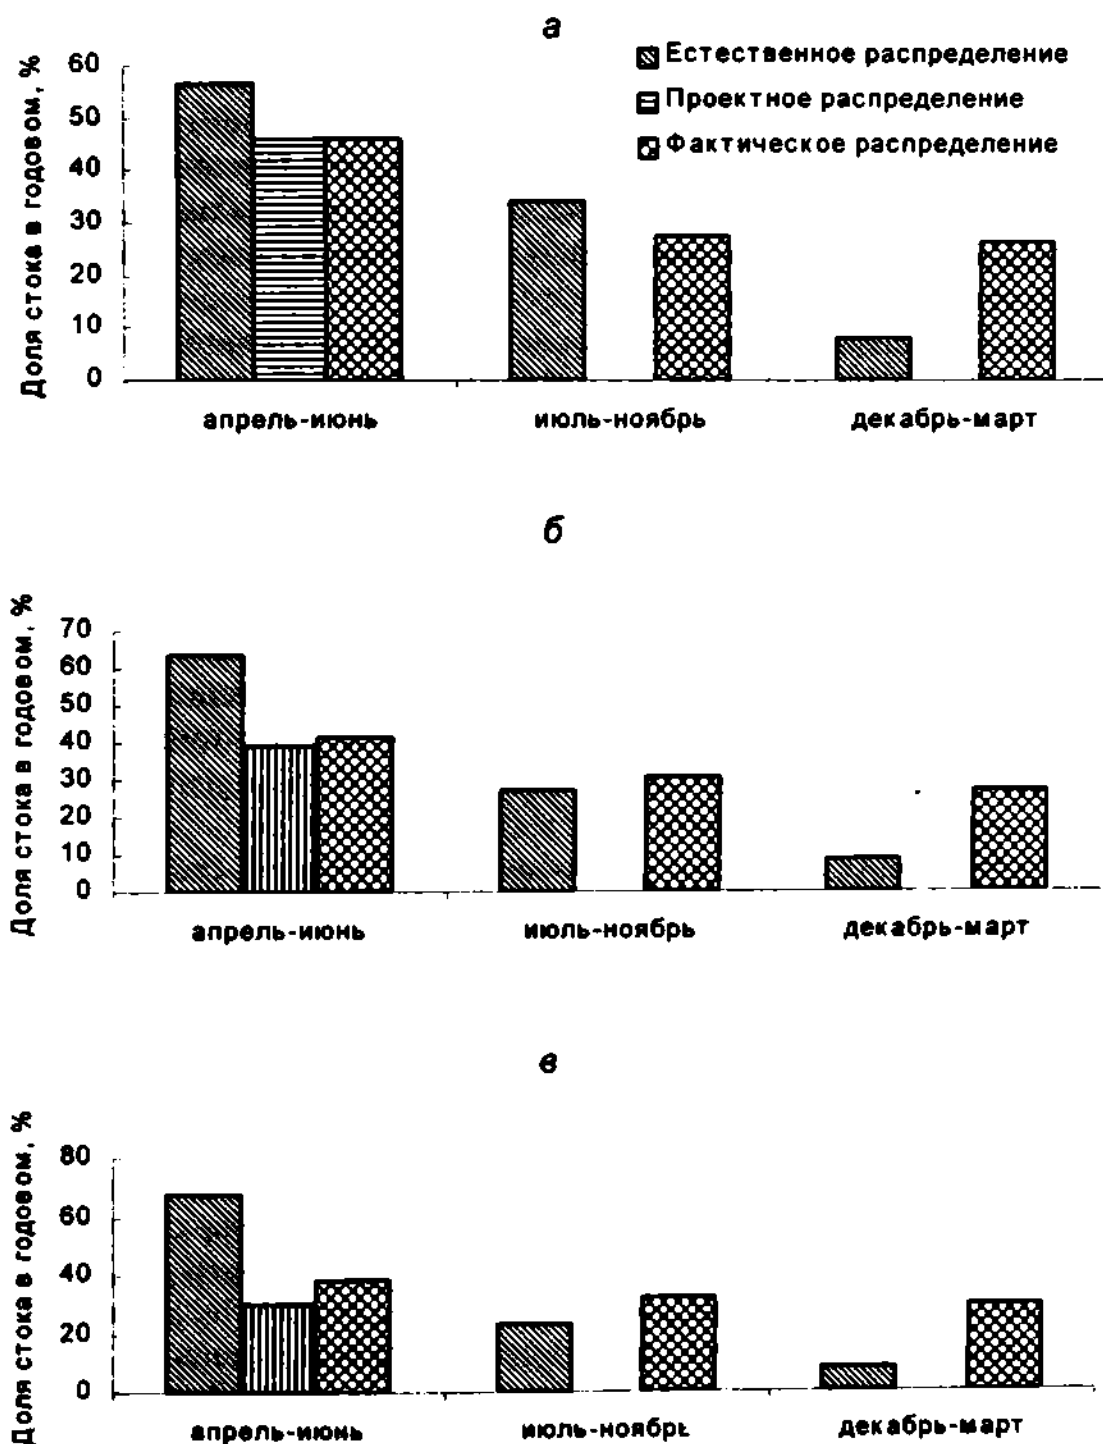 а
Естественное распределение
Проектное распределение
Фактическое распределение
Доля стока в годовом, %
60
50
40
30
20
10
0
апрель-июнь июль-ноябрь декабрь-март
б
Доля стока в годовом, %
70
60
50
40
30
20
10
0
апрель-июнь июль-ноябрь декабрь-март
в
Доля стока в годовом, %
80
60
40
20
0
апрель-июнь июль-ноябрь декабрь-март